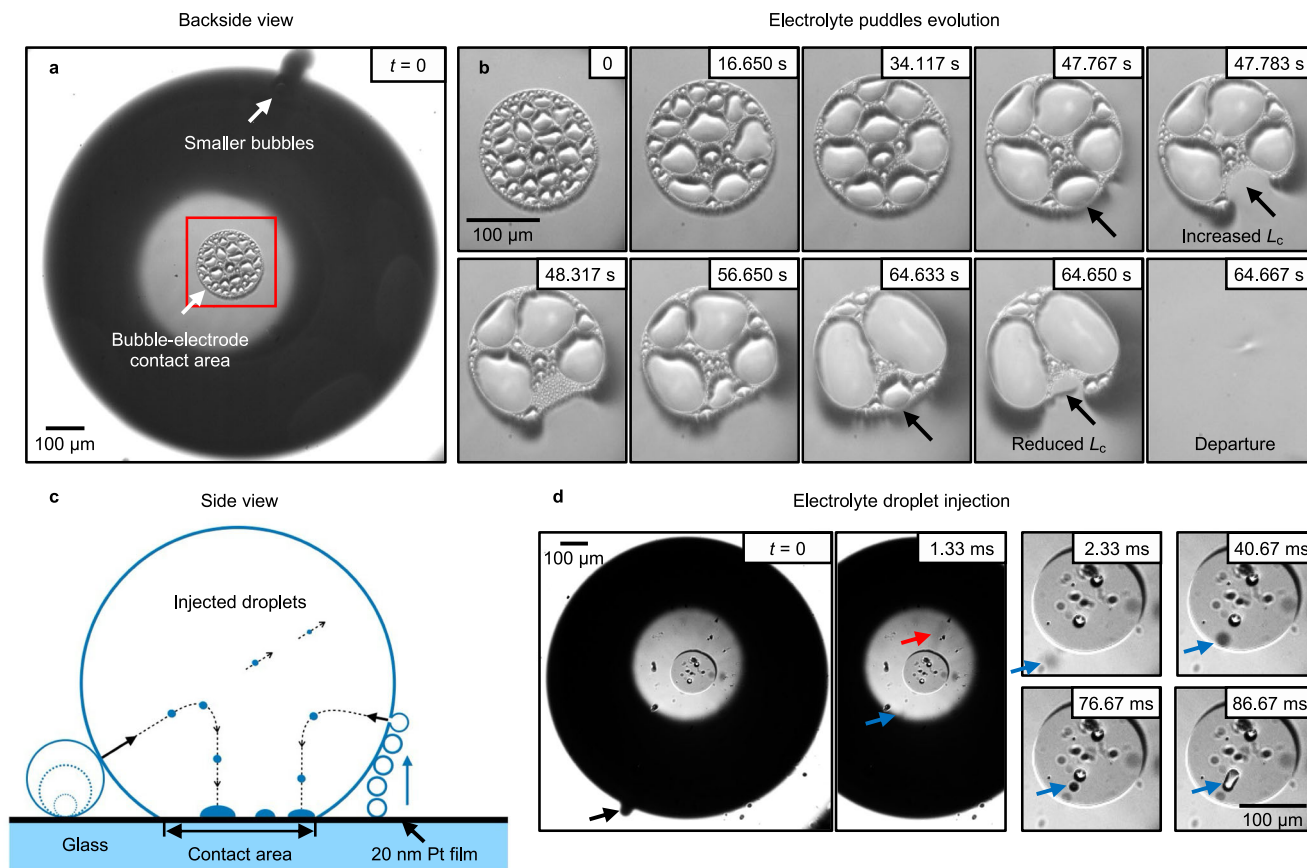 Backside view
Electrolyte puddles evolution
a
t = 0
Smaller bubbles
Bubble-electrode
contact area
100 µm
b
0
16.650 s
34.117 s
47.767 s
47.783 s
100 µm
Increased Lc
48.317 s
56.650 s
64.633 s
64.650 s
64.667 s
Reduced Lc
Departure
c
Side view
Injected droplets
Glass
Contact area
20 nm Pt film
d
Electrolyte droplet injection
100 µm
t = 0
1.33 ms
2.33 ms
40.67 ms
76.67 ms
86.67 ms
100 µm